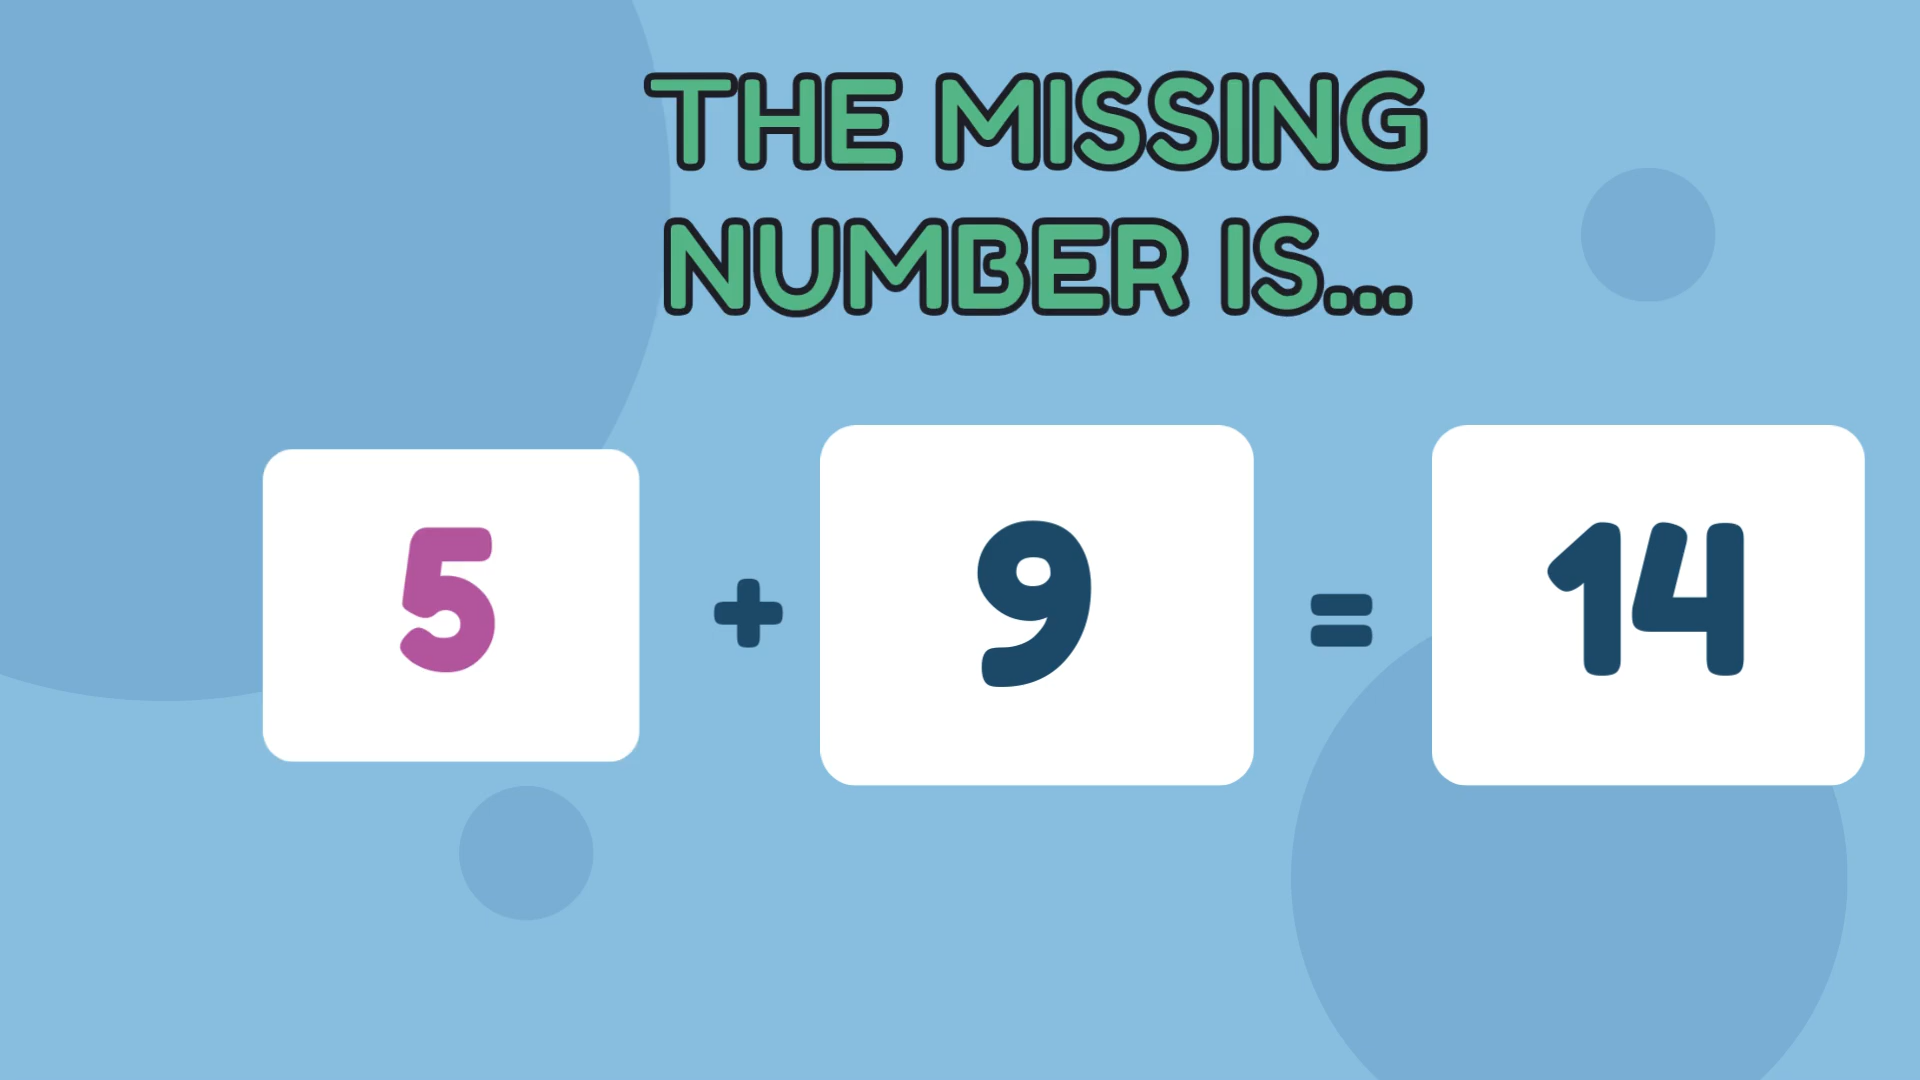 THE MISSING
NUMBER IS...
5 + 9 = 14